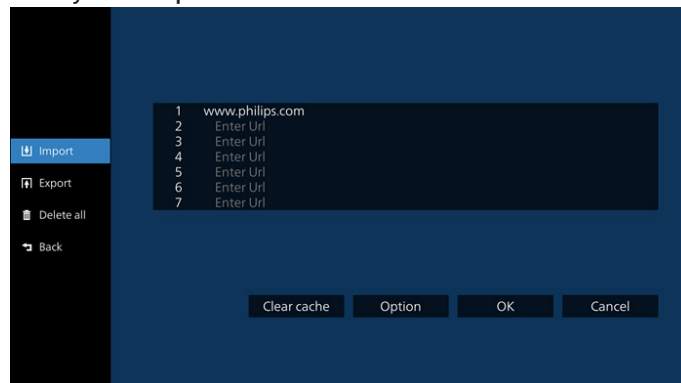 1 www.philips.com
2 Enter Url
3 Enter Url
4 Enter Url
5 Enter Url
6 Enter Url
7 Enter Url
Import
Export
Delete all
Back
Clear cache Option OK Cancel